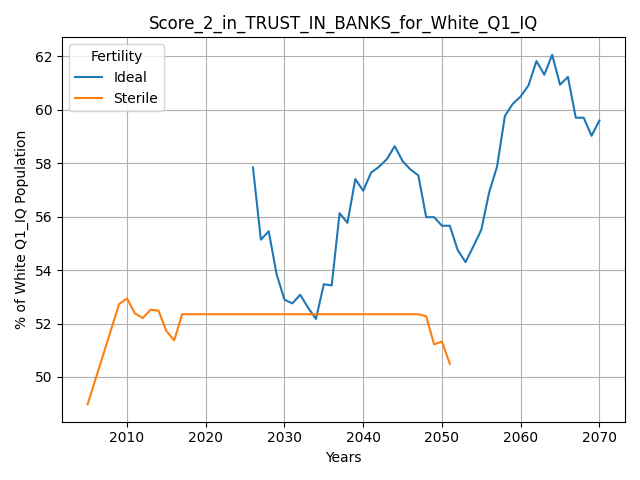 Score_2_in_TRUST_IN_BANKS_for_White_Q1_IQ
Fertility
Ideal
Sterile
% of White Q1_IQ Population
62
60
58
56
54
52
50
2010 2020 2030 2040 2050 2060 2070
Years